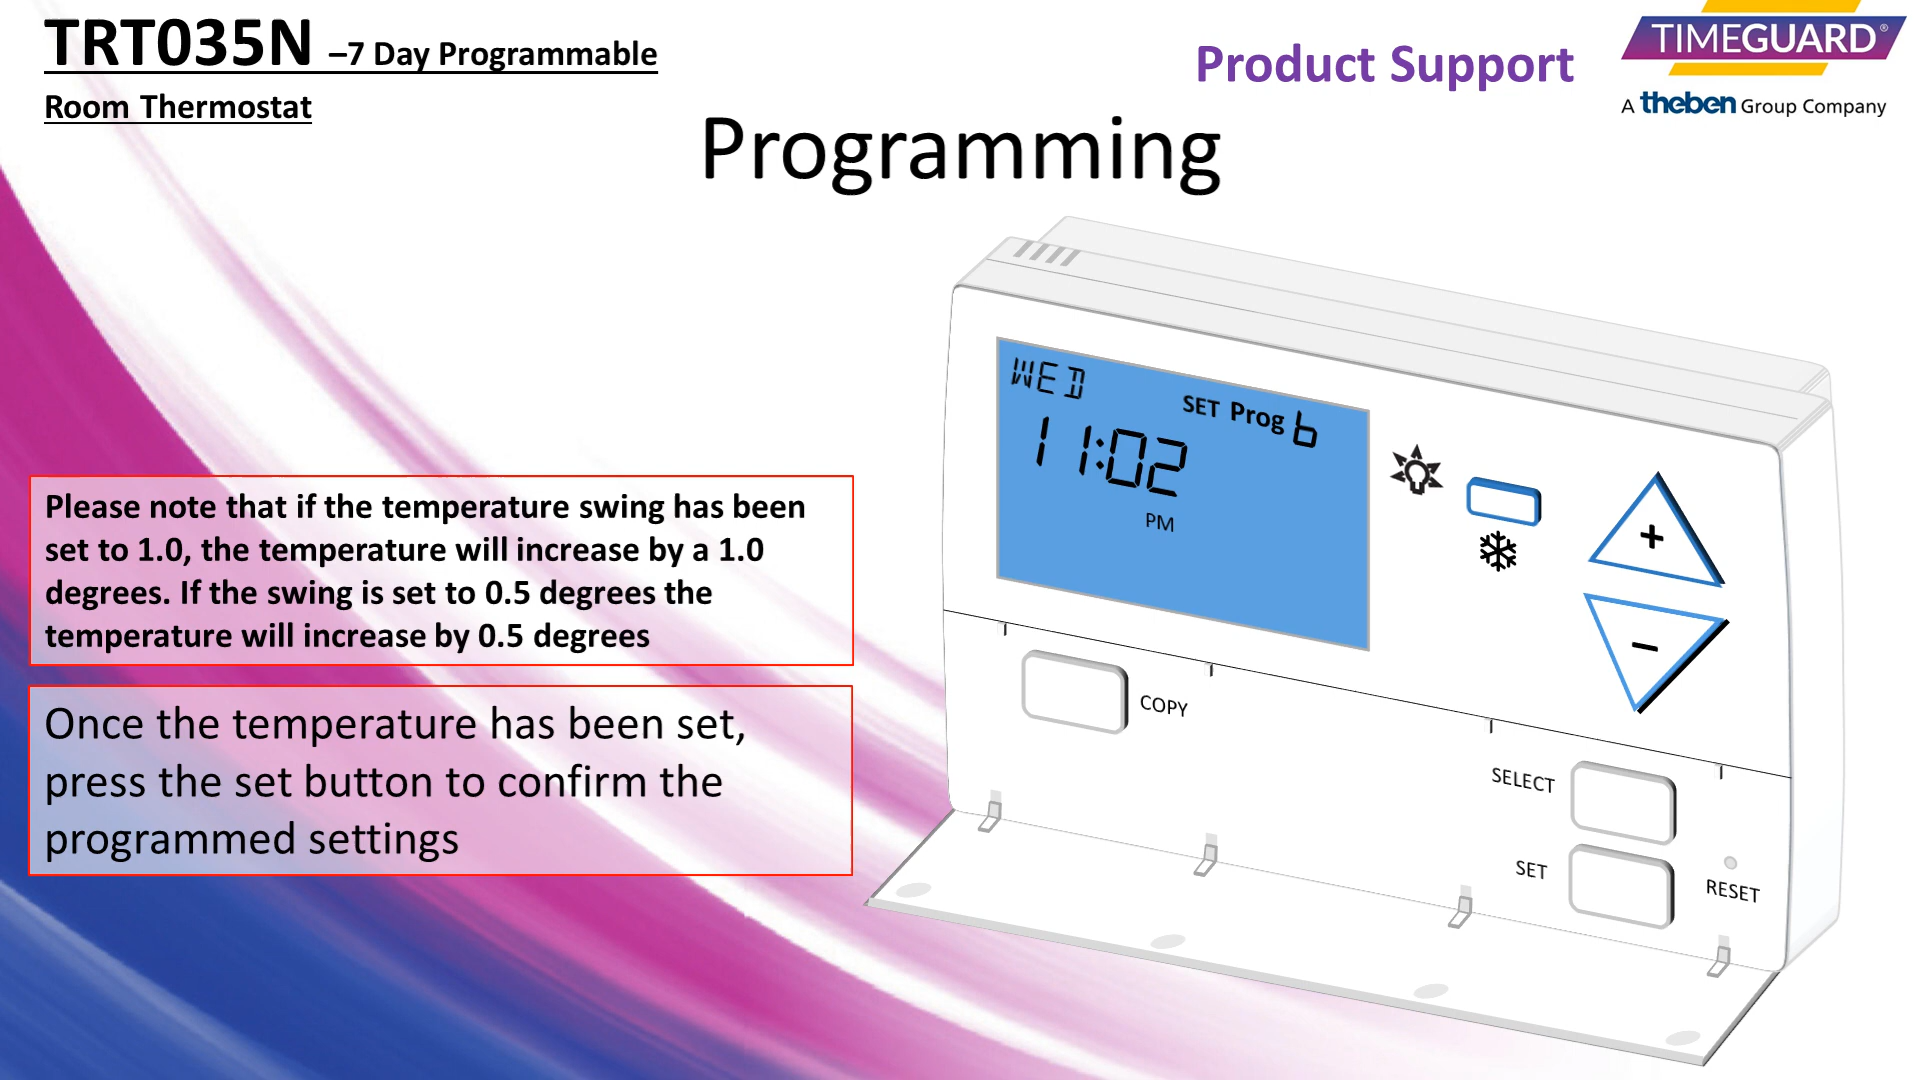 TRT035N –7 Day Programmable
Room Thermostat
Product Support
TIMEGUARD®
A theben Group Company
Programming
Please note that if the temperature swing has been
set to 1.0, the temperature will increase by a 1.0
degrees. If the swing is set to 0.5 degrees the
temperature will increase by 0.5 degrees
Once the temperature has been set,
press the set button to confirm the
programmed settings
WED
SET Prog 6
11:02
PM
+
−
COPY
SELECT
SET
RESET